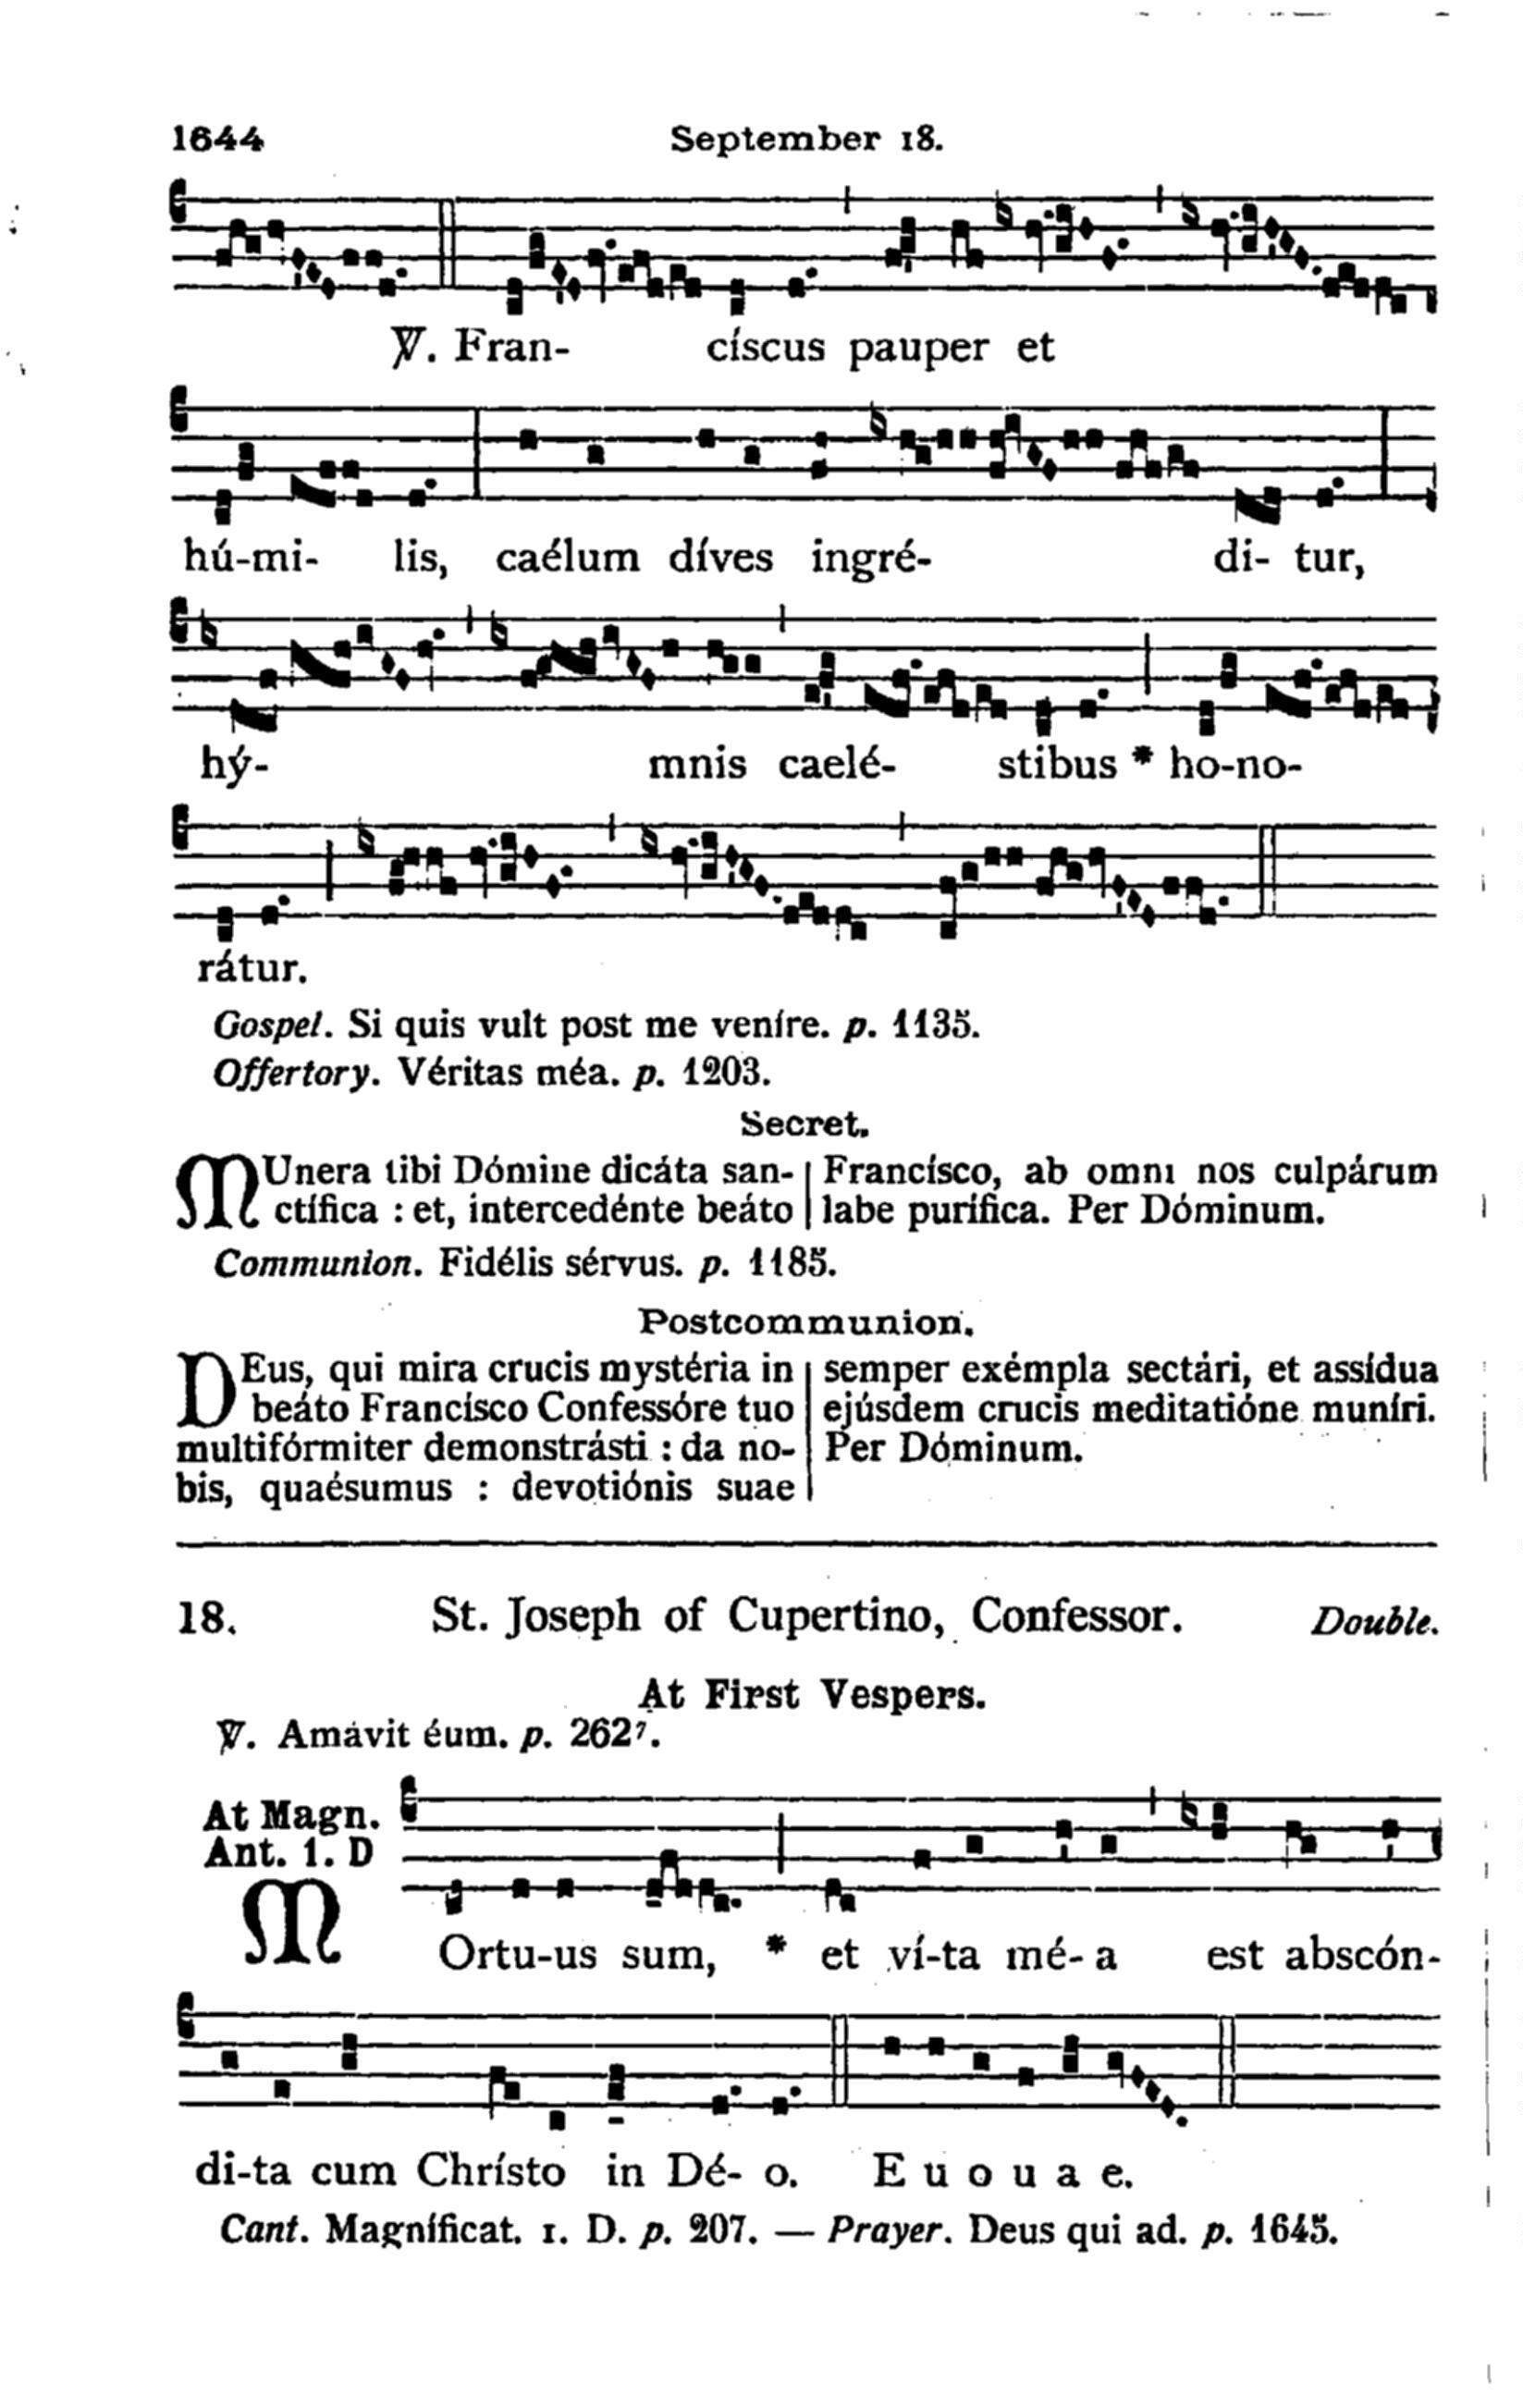 1644 September 18.
℣. Fran- císcus pauper et
hú-mi- lis, caélum díves ingré- di- tur,
hý- mnis caelé- stibus * ho-no-
rátur.
Gospel. Si quis vult post me veníre. p. 1135.
Offertory. Véritas méa. p. 1203.
Secret.
MUnera tibi Dómine dicáta san-
ctífica : et, intercedénte beáto
Francísco, ab omni nos culpárum
labe purífica. Per Dóminum.
Communion. Fidélis sérvus. p. 1185.
Postcommunion.
DEus, qui mira crucis mystéria in
beáto Francísco Confessóre tuo
multifórmiter demonstrásti : da no-
bis, quaésumus : devotiónis suae
semper exémpla sectári, et assídua
ejúsdem crucis meditatióne muníri.
Per Dóminum.
18. St. Joseph of Cupertino, Confessor. Double.
At First Vespers.
℣. Amávit éum. p. 262⁷.
At Magn.
Ant. 1. D
MOrtu-us sum, * et ví-ta mé- a est abscón-
di-ta cum Chrísto in Dé- o. E u o u a e.
Cant. Magníficat. 1. D. p. 207. — Prayer. Deus qui ad. p. 1645.